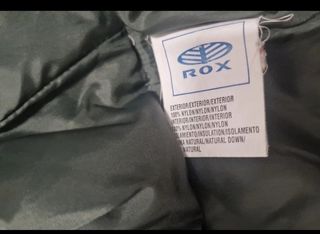 ROX
EXTERIOR/EXTERIOR/EXTERIOR
100% NYLON/NYLON/NYLON
INTERIOR/INTERIOR/INTERIOR
100% NYLON/NYLON/NYLON
ISLAMIENTO/INSULATION/ISOLAMENTO
NATURAL/NATURAL DOWN/
NATURAL